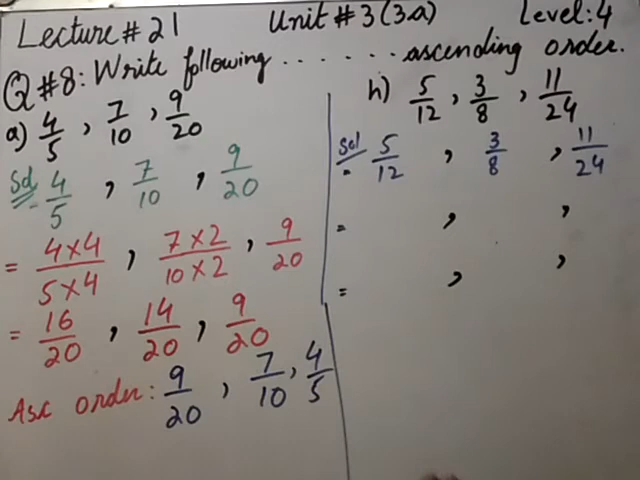 Lecture # 21 Unit # 3 (3.a) Level: 4
Q # 8: Write following . . . . . . ascending order.
a) 4/5 , 7/10 , 9/20
Sol 4/5 , 7/10 , 9/20
= 4×4/5×4 , 7×2/10×2 , 9/20
= 16/20 , 14/20 , 9/20
Asc order: 9/20 , 7/10 , 4/5
h) 5/12 , 3/8 , 11/24
Sol 5/12 , 3/8 , 11/24
= , ,
= , ,